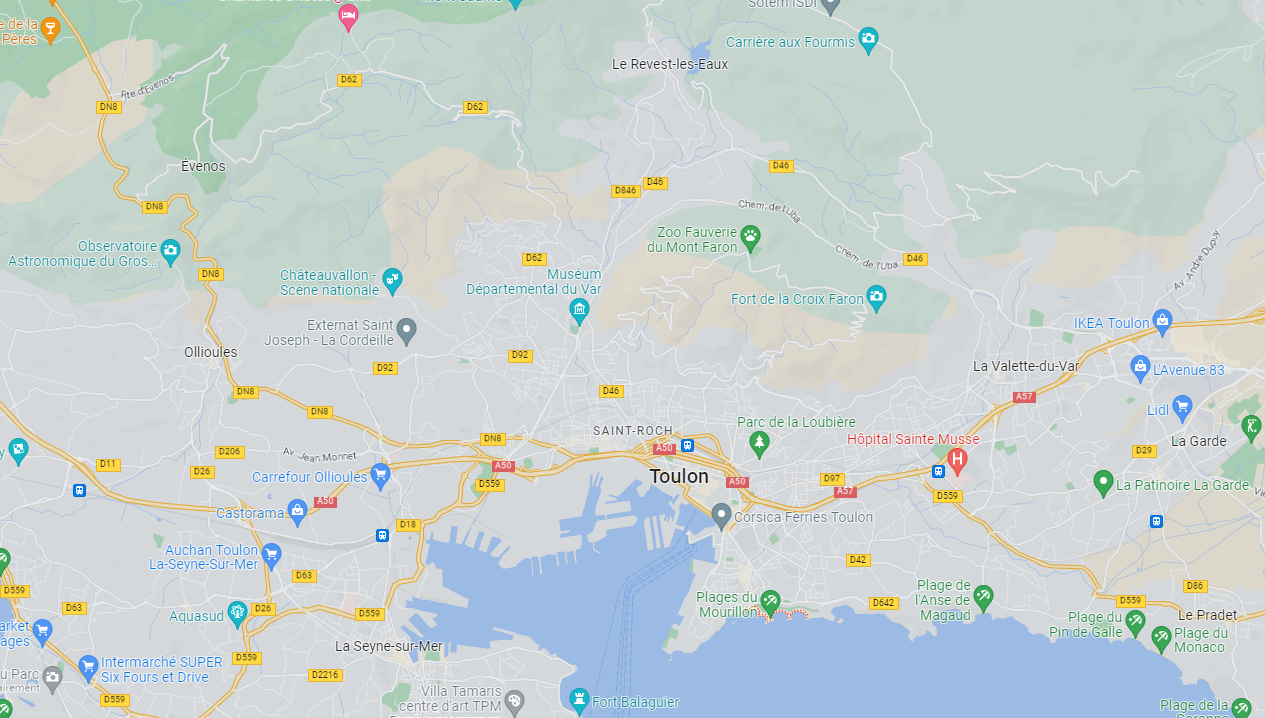 Sotem ISDI
e de la
Pères
Carrière aux Fourmis
Le Revest-les-Eaux
D62
Rte d'Évenos
DN8
D62
Évenos
D46
D46
D846
DN8
Chem. de l'Uba
Zoo Fauverie
du Mont Faron
Observatoire
Astronomique du Gros...
Chem. de l'Uba
D46
Av. André Dupuy
D62
DN8
Châteauvallon -
Scène nationale
Muséum
Départemental du Var
Fort de la Croix Faron
Externat Saint
Joseph - La Cordeille
IKEA Toulon
Ollioules
D92
D92
La Valette-du-Var
L'Avenue 83
DN8
D46
A57
DN8
Lidl
Parc de la Loubière
SAINT-ROCH
Hôpital Sainte Musse
La Garde
DN8
A50
D206
Av. Jean Monnet
D29
D11
D26
A50
Carrefour Ollioules
Toulon
A50
D97
D559
A57
La Patinoire La Garde
D559
A50
Castorama
Corsica Ferries Toulon
D18
Auchan Toulon
La-Seyne-Sur-Mer
D42
D63
D559
Plage de
l'Anse de
Magaud
D86
Plages du
Mourillon
D642
D559
D63
D26
D559
Aquasud
Le Pradet
Plage du
Pin de Galle
Plage du
Monaco
arket
ages
La Seyne-sur-Mer
D559
Intermarché SUPER
Six Fours et Drive
D2216
u Parc
D559
Villa Tamaris
centre d'art TPM
Fort Balaguier
Plage de la